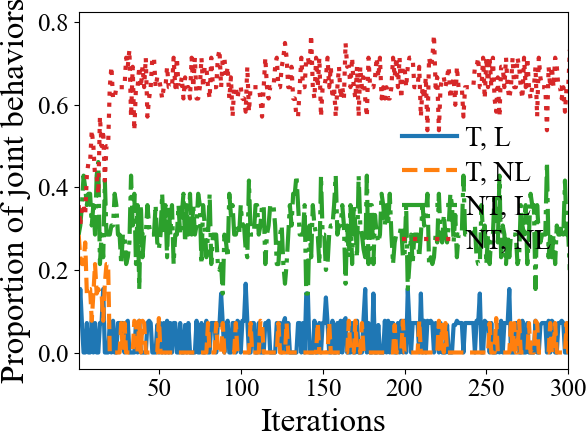 Proportion of joint behaviors
0.8
0.6
0.4
0.2
0.0
T, L
T, NL
NT, L
NT, NL
50
100
150
200
250
300
Iterations